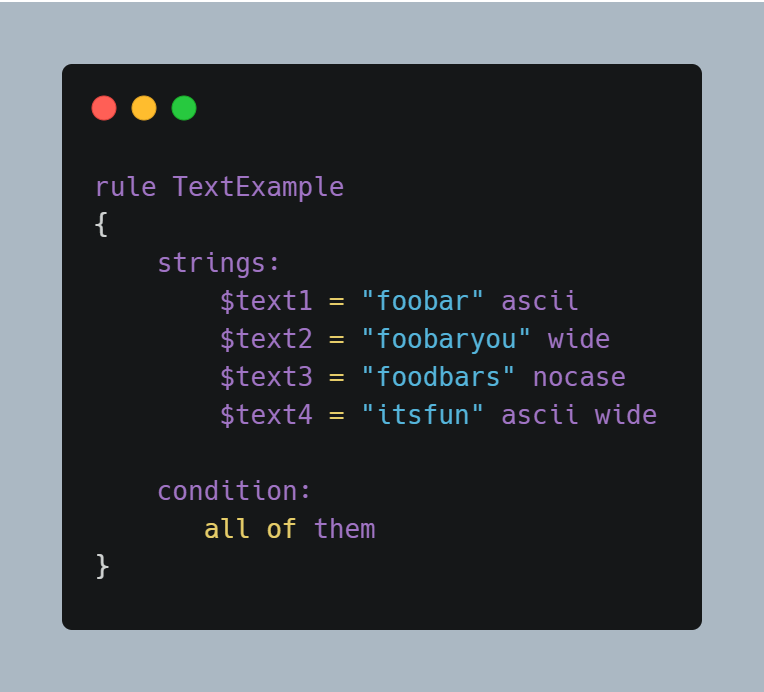 rule TextExample
{
    strings:
        $text1 = "foobar" ascii
        $text2 = "foobaryou" wide
        $text3 = "foodbars" nocase
        $text4 = "itsfun" ascii wide

    condition:
       all of them
}